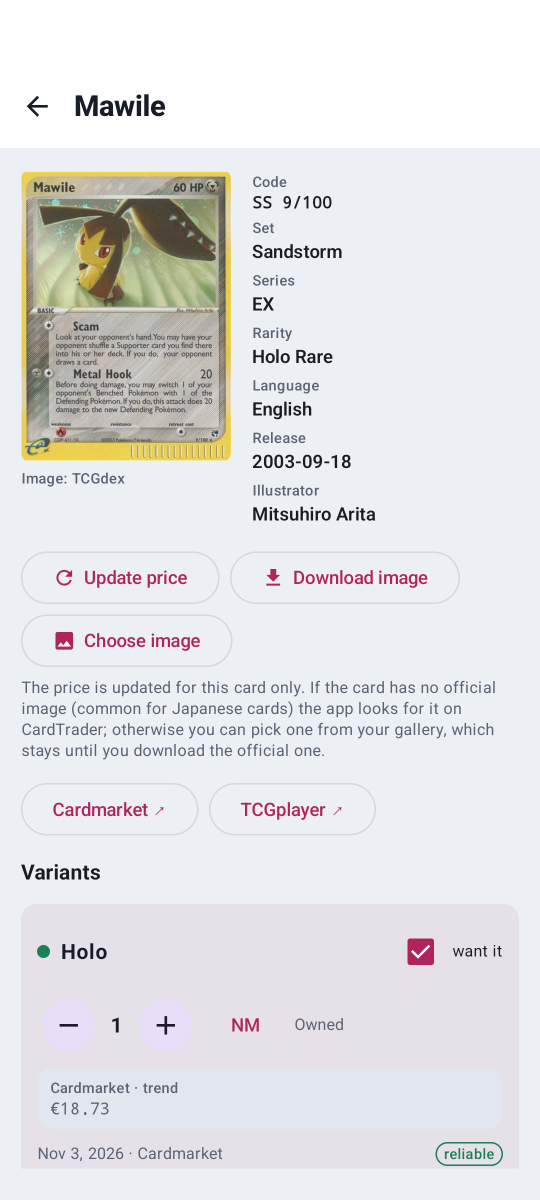 Mawile
Mawile 60 HP
BASIC
Scam
Look at your opponent's hand. You may have your
opponent shuffle a Supporter card you find there
into his or her deck. If you do, your opponent
draws a card.
Metal Hook 20
Before doing damage, you may switch 1 of your
opponent's Benched Pokémon with 1 of the
Defending Pokémon. If you do, this attack does 20
damage to the new Defending Pokémon.
weakness resistance retreat cost
Image: TCGdex
Code
SS 9/100
Set
Sandstorm
Series
EX
Rarity
Holo Rare
Language
English
Release
2003-09-18
Illustrator
Mitsuhiro Arita
Update price
Download image
Choose image
The price is updated for this card only. If the card has no official
image (common for Japanese cards) the app looks for it on
CardTrader; otherwise you can pick one from your gallery, which
stays until you download the official one.
Cardmarket ↗
TCGplayer ↗
Variants
Holo
want it
1
NM
Owned
Cardmarket · trend
€18.73
Nov 3, 2026 · Cardmarket
reliable